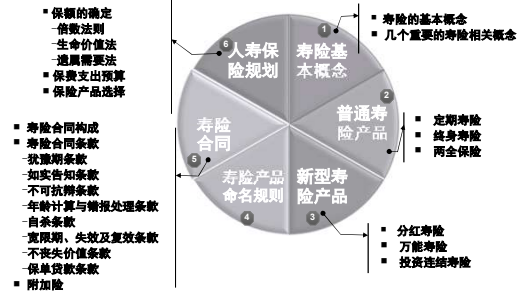 ▪ 保额的确定
-倍数法则
-生命价值法
-遗属需要法
▪ 保费支出预算
▪ 保险产品选择
▪ 寿险合同构成
▪ 寿险合同条款
-犹豫期条款
-如实告知条款
-不可抗辩条款
-年龄计算与错报处理条款
-自杀条款
-宽限期、失效及复效条款
-不丧失价值条款
-保单贷款条款
▪ 附加险
1
寿险基
本概念
2
普通寿
险产品
3
新型寿
险产品
4
寿险产品
命名规则
5
寿险
合同
6
人寿保
险规划
▪ 寿险的基本概念
▪ 几个重要的寿险相关概念
▪ 定期寿险
▪ 终身寿险
▪ 两全保险
▪ 分红寿险
▪ 万能寿险
▪ 投资连结寿险